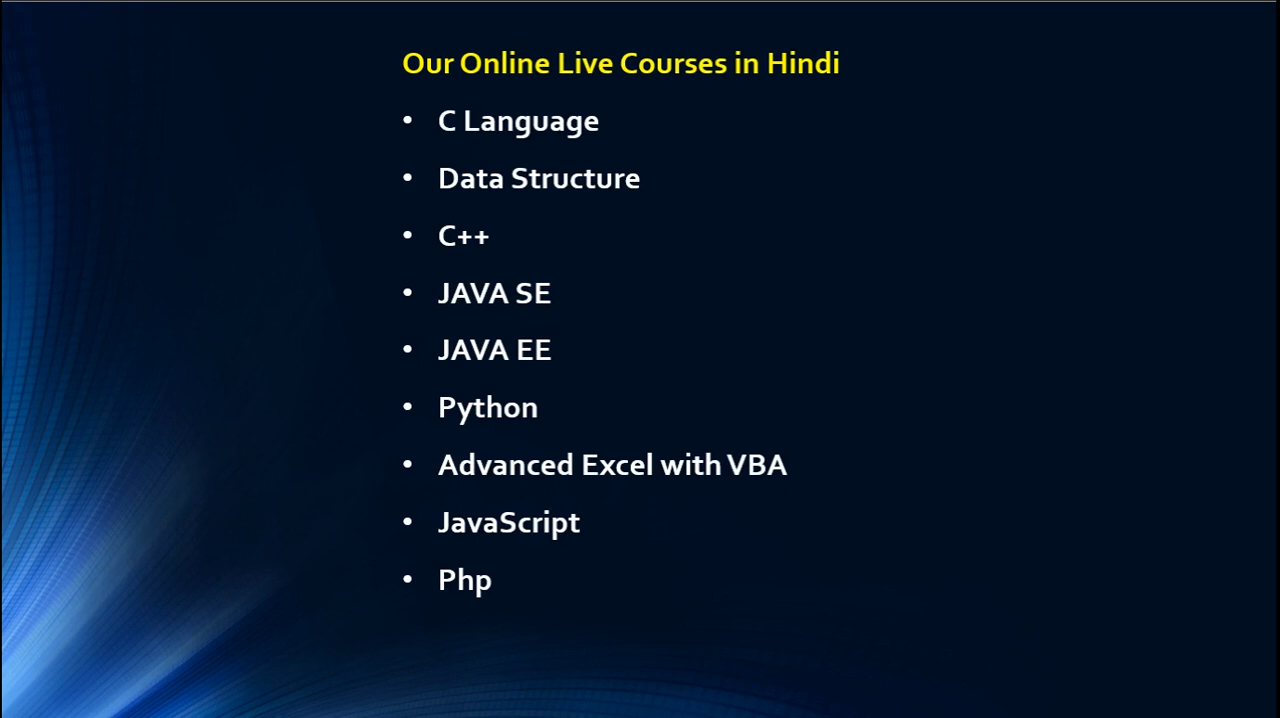 Our Online Live Courses in Hindi
• C Language
• Data Structure
• C++
• JAVA SE
• JAVA EE
• Python
• Advanced Excel with VBA
• JavaScript
• Php